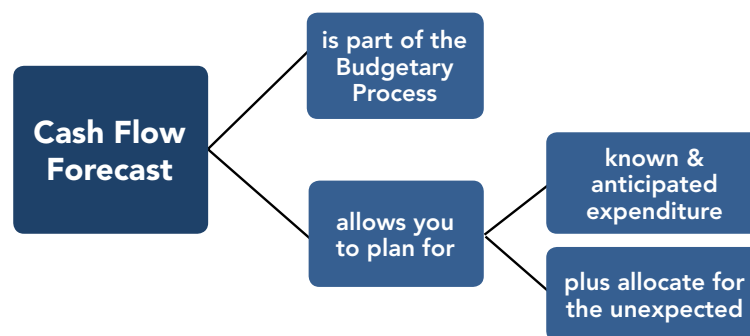 Cash Flow
Forecast
is part of the
Budgetary
Process
allows you
to plan for
known &
anticipated
expenditure
plus allocate for
the unexpected